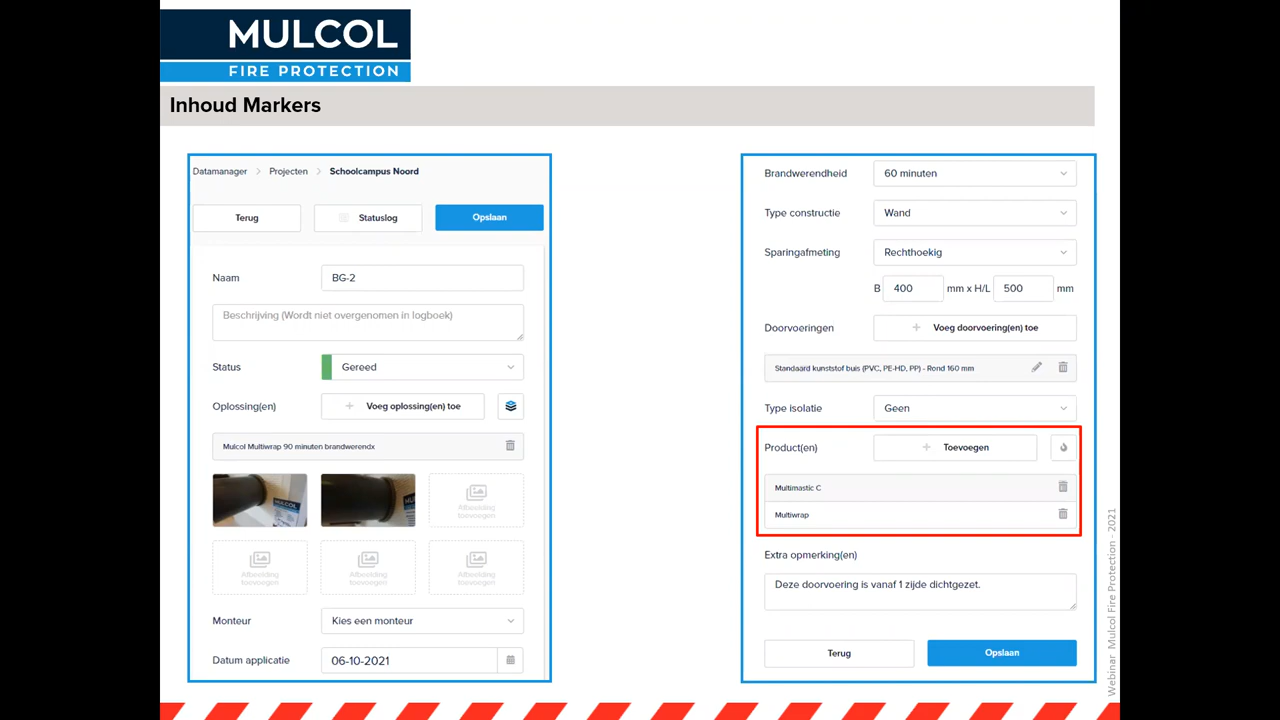 MULCOL
FIRE PROTECTION
Inhoud Markers
Datamanager > Projecten > Schoolcampus Noord
Terug Statuslog Opslaan
Naam BG-2
Beschrijving (Wordt niet overgenomen in logboek)
Status Gereed
Oplossing(en) + Voeg oplossing(en) toe
Mulcol Multiwrap 90 minuten brandwerendx
MULCOL
Afbeelding
toevoegen
Afbeelding
toevoegen
Afbeelding
toevoegen
Afbeelding
toevoegen
Monteur Kies een monteur
Datum applicatie 06-10-2021
Brandwerendheid 60 minuten
Type constructie Wand
Sparingafmeting Rechthoekig
B 400 mm x H/L 500 mm
Doorvoeringen + Voeg doorvoering(en) toe
Standaard kunststof buis (PVC, PE-HD, PP) - Rond 160 mm
Type isolatie Geen
Product(en) + Toevoegen
Multimastic C
Multiwrap
Extra opmerking(en)
Deze doorvoering is vanaf 1 zijde dichtgezet.
Terug Opslaan
Webinar Mulcol Fire Protection - 2021